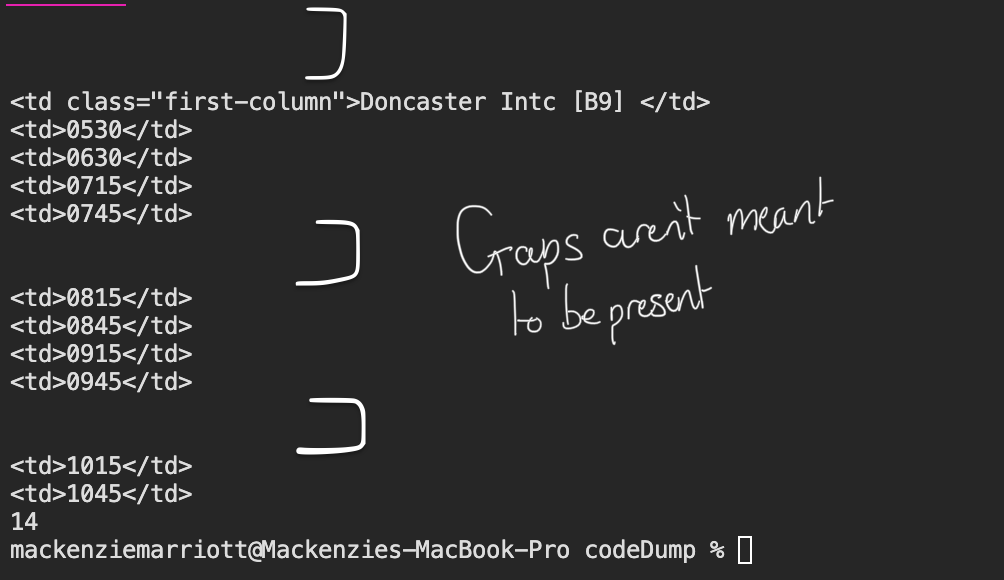 <td class="first-column">Doncaster Intc [B9] </td>
<td>0530</td>
<td>0630</td>
<td>0715</td>
<td>0745</td>
Gaps aren't meant
to be present
<td>0815</td>
<td>0845</td>
<td>0915</td>
<td>0945</td>
<td>1015</td>
<td>1045</td>
14
mackenziemarriott@Mackenzies-MacBook-Pro codeDump %